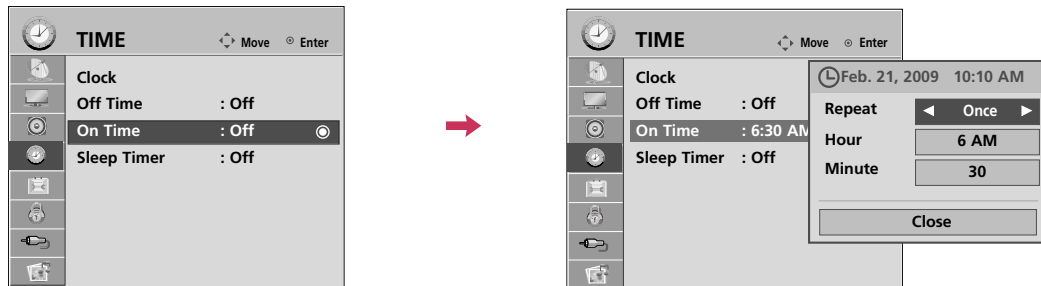 TIME Move Enter
Clock
Off Time : Off
On Time : Off
Sleep Timer : Off
TIME Move Enter
Clock
Off Time : Off
On Time : 6:30 AM
Sleep Timer : Off
Feb. 21, 2009 10:10 AM
Repeat ◀ Once ▶
Hour 6 AM
Minute 30
Close